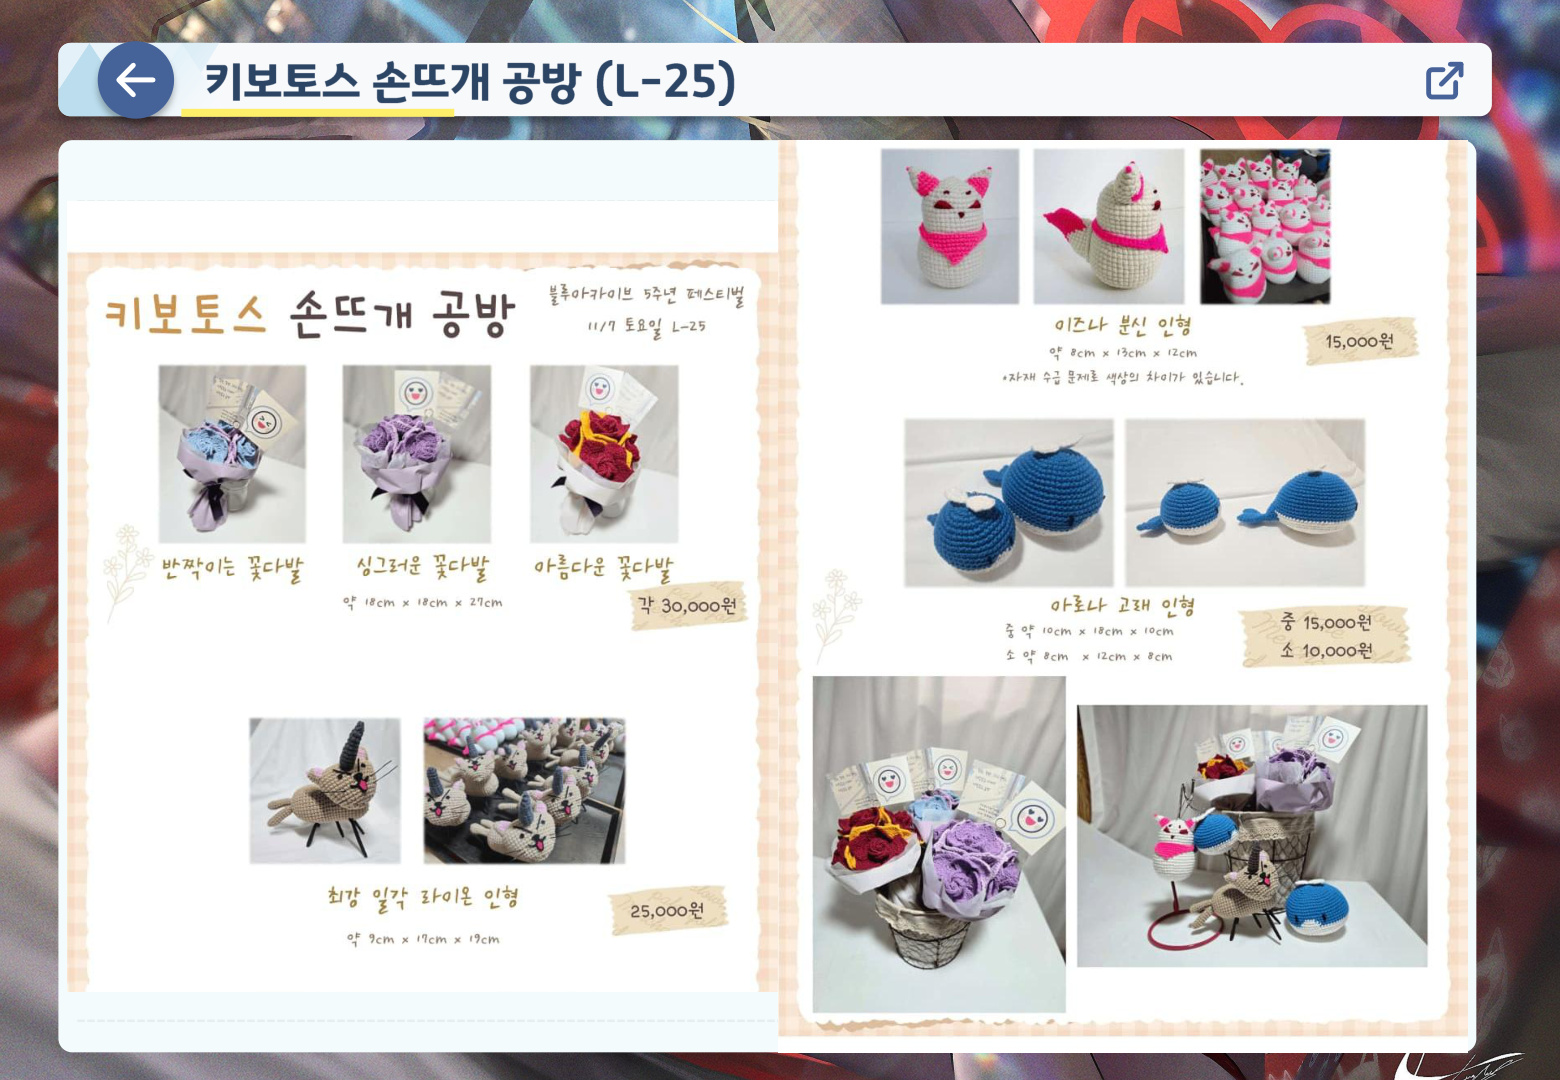 키보토스 손뜨개 공방 (L-25)
키보토스 손뜨개 공방
블루아카이브 5주년 페스티벌
11/7 토요일 L-25
반짝이는 꽃다발
싱그러운 꽃다발
아름다운 꽃다발
약 18cm x 18cm x 27cm
각 30,000원
최강 일각 라이온 인형
25,000원
약 9cm x 17cm x 19cm
이즈나 분신 인형
15,000원
약 8cm x 13cm x 12cm
*자재 수급 문제로 색상의 차이가 있습니다.
아로나 고래 인형
중 약 10cm x 18cm x 10cm
소 약 8cm x 12cm x 8cm
중 15,000원
소 10,000원